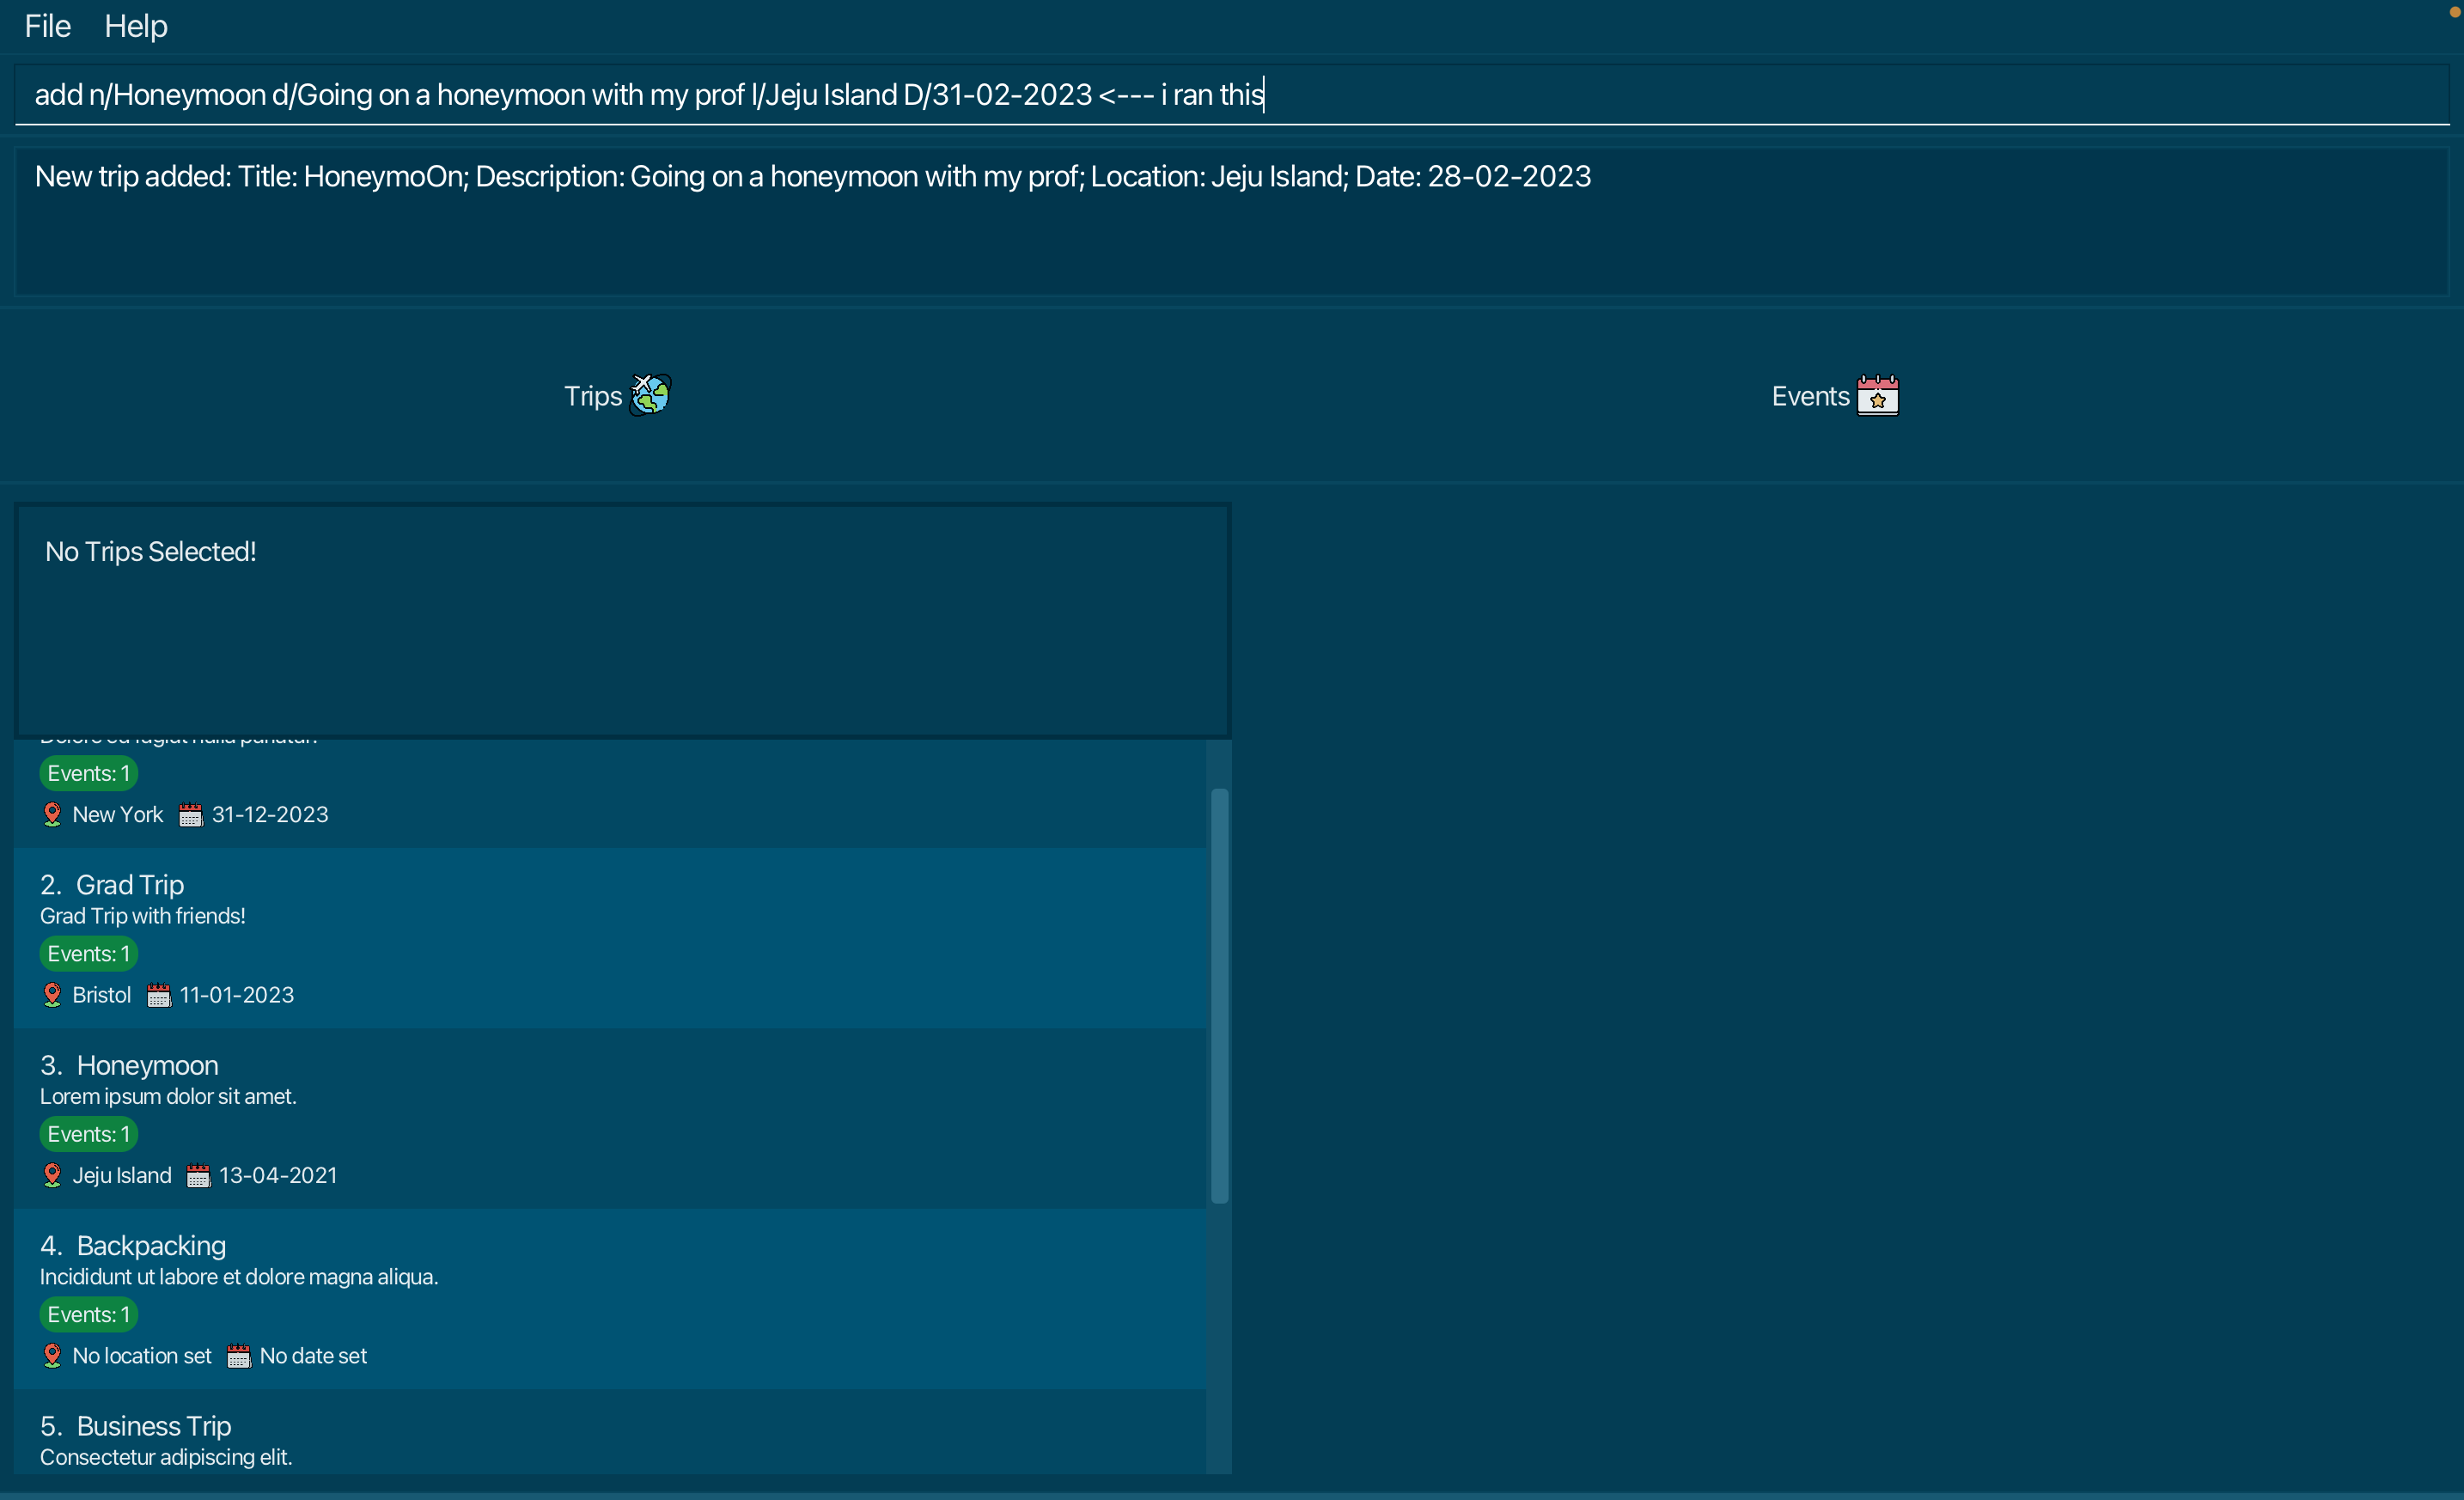 File Help
add n/Honeymoon d/Going on a honeymoon with my prof l/Jeju Island D/31-02-2023 <--- i ran this
New trip added: Title: HoneymoOn; Description: Going on a honeymoon with my prof; Location: Jeju Island; Date: 28-02-2023
Trips
Events
No Trips Selected!
Events: 1
New York 31-12-2023
2. Grad Trip
Grad Trip with friends!
Events: 1
Bristol 11-01-2023
3. Honeymoon
Lorem ipsum dolor sit amet.
Events: 1
Jeju Island 13-04-2021
4. Backpacking
Incididunt ut labore et dolore magna aliqua.
Events: 1
No location set No date set
5. Business Trip
Consectetur adipiscing elit.